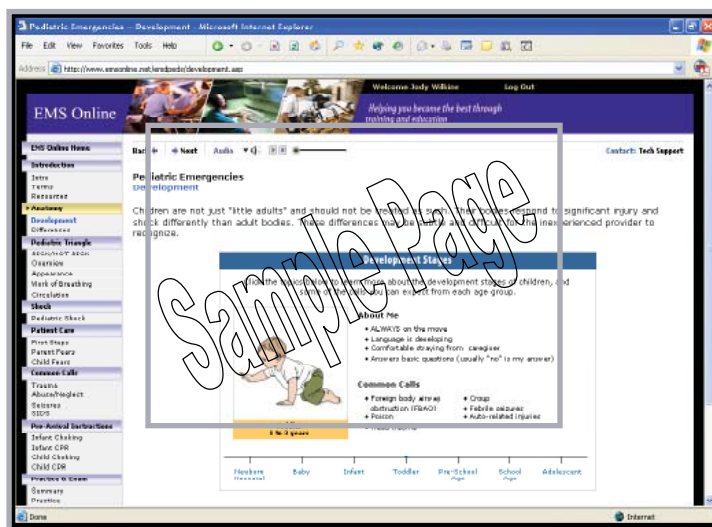 Pediatric Emergencies -- Development - Microsoft Internet Explorer
File Edit View Favorites Tools Help
Address http://www.emsonline.net/emdpeds/development.asp
Welcome Jody Wilkins Log Out
EMS Online
Helping you become the best through
training and education
EMS Online Home
Back Next Audio
Contact: Tech Support
Introduction
Intro
Terms
Resources
Anatomy
Development
Differences
Pediatric Triangle
Overview
Appearance
Work of Breathing
Circulation
Shock
Pediatric Shock
Patient Care
First Steps
Parent Fears
Child Fears
Common Calls
Trauma
Abuse/Neglect
Seizures
SIDS
Pre-Arrival Instructions
Infant Choking
Infant CPR
Child Choking
Child CPR
Practice & Exam
Summary
Practice
Pediatric Emergencies
Development
Children are not just "little adults" and should not be treated as such. Their bodies respond to significant injury and
shock differently than adult bodies. These differences may be subtle and difficult for the inexperienced provider to
recognize.
Sample Page
Development Stages
Click the topics below to learn more about the development stages of children, and
some of the calls you can expect from each age group.
About Me
ALWAYS on the move
Language is developing
Comfortable straying from caregiver
Answers basic questions (usually "no" is my answer)
Common Calls
Foreign body airway
obstruction (FBAO)
Poison
Head trauma
Croup
Febrile seizures
Auto-related injuries
1 to 3 years
Newborn Baby Infant Toddler Pre-School School Adolescent
Neonatal Age Age
Done Internet